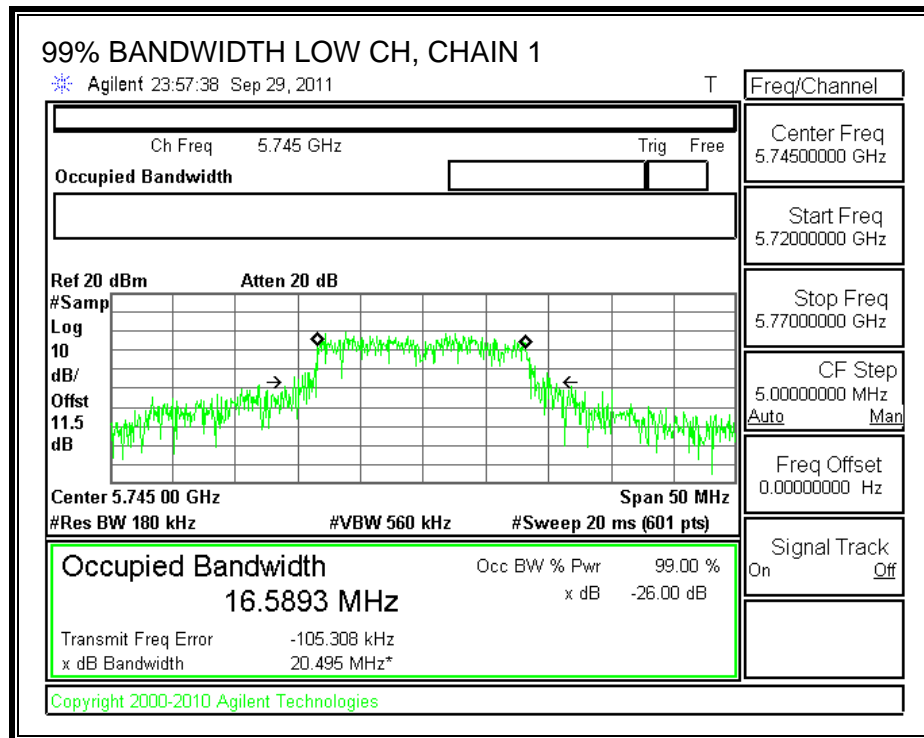 99% BANDWIDTH LOW CH, CHAIN 1
Agilent 23:57:38 Sep 29, 2011 T
Freq/Channel
Ch Freq 5.745 GHz Trig Free
Occupied Bandwidth
Center Freq
5.74500000 GHz
Start Freq
5.72000000 GHz
Stop Freq
5.77000000 GHz
CF Step
5.00000000 MHz
Auto Man
Freq Offset
0.00000000 Hz
Signal Track
On Off
Ref 20 dBm Atten 20 dB
#Samp
Log
10
dB/
Offst
11.5
dB
Center 5.745 00 GHz Span 50 MHz
#Res BW 180 kHz #VBW 560 kHz #Sweep 20 ms (601 pts)
Occupied Bandwidth
16.5893 MHz
Occ BW % Pwr 99.00 %
x dB -26.00 dB
Transmit Freq Error -105.308 kHz
x dB Bandwidth 20.495 MHz*
Copyright 2000-2010 Agilent Technologies